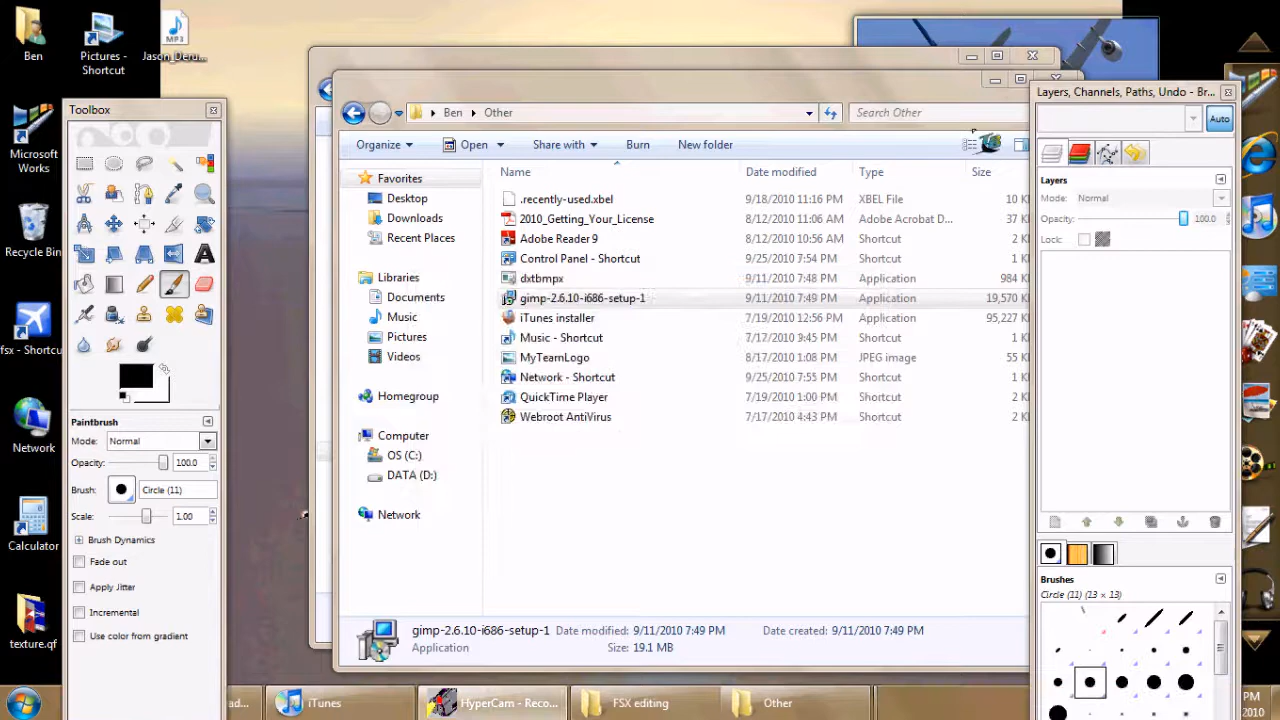 Ben
Pictures - Shortcut
Jason_Deru...
Toolbox
Layers, Channels, Paths, Undo - Br...
Ben
Other
Search Other
Auto
Microsoft Works
Organize
Open
Share with
Burn
New folder
Favorites
Name
Date modified
Type
Size
Layers
Desktop
.recently-used.xbel
9/18/2010 11:16 PM
XBEL File
10 K
Mode:
Normal
Downloads
2010_Getting_Your_License
8/12/2010 11:06 AM
Adobe Acrobat D...
37 K
Opacity:
100.0
Recycle Bin
Recent Places
Adobe Reader 9
8/12/2010 10:56 AM
Shortcut
2 K
Lock:
Control Panel - Shortcut
9/25/2010 7:54 PM
Shortcut
1 K
Libraries
dxtbmpx
9/11/2010 7:48 PM
Application
984 K
Documents
gimp-2.6.10-i686-setup-1
9/11/2010 7:49 PM
Application
19,570 K
Music
iTunes installer
7/19/2010 12:56 PM
Application
95,227 K
Pictures
Music - Shortcut
7/17/2010 9:45 PM
Shortcut
1 K
fsx - Shortcu
Videos
MyTeamLogo
8/17/2010 1:08 PM
JPEG image
55 K
Network - Shortcut
9/25/2010 7:55 PM
Shortcut
1 K
Homegroup
QuickTime Player
7/19/2010 1:00 PM
Shortcut
2 K
Webroot AntiVirus
7/17/2010 4:43 PM
Shortcut
2 K
Paintbrush
Computer
Mode:
Normal
Network
OS (C:)
Opacity:
100.0
DATA (D:)
Brush:
Circle (11)
Network
Scale:
1.00
Calculator
Brush Dynamics
Fade out
Apply Jitter
Brushes
Circle (11) (13 × 13)
Incremental
Use color from gradient
gimp-2.6.10-i686-setup-1
Date modified: 9/11/2010 7:49 PM
Date created: 9/11/2010 7:49 PM
Application
Size: 19.1 MB
texture.qf
ad...
iTunes
HyperCam - Reco...
FSX editing
Other
PM
2010